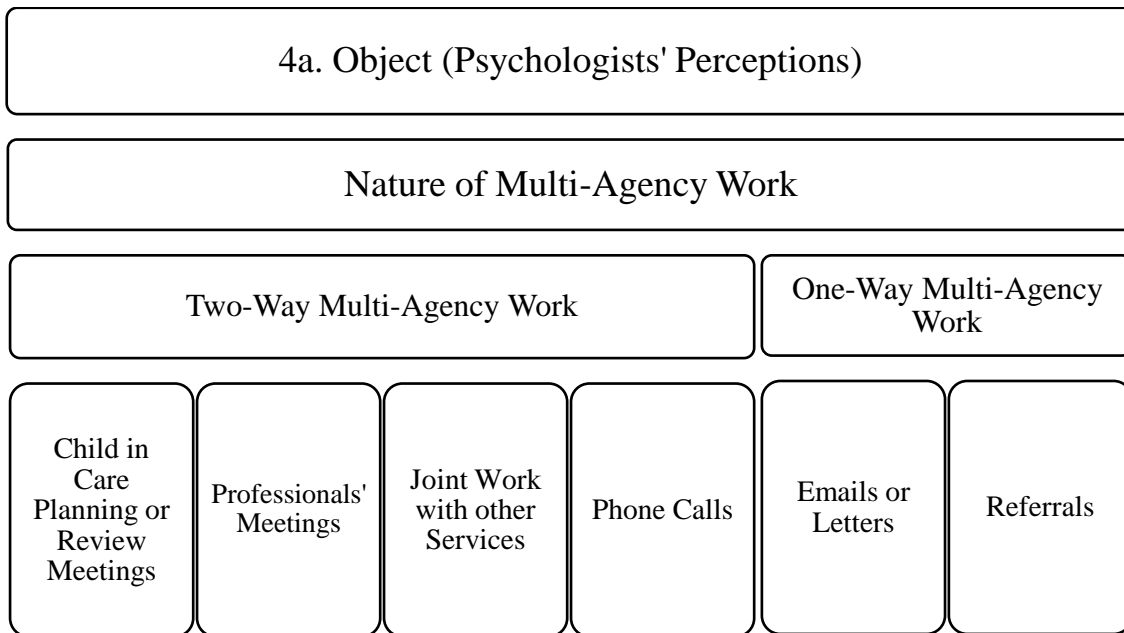 4a. Object (Psychologists' Perceptions)
Nature of Multi-Agency Work
Two-Way Multi-Agency Work
One-Way Multi-Agency
Work
Child in
Care
Planning or
Review
Meetings
Professionals'
Meetings
Joint Work
with other
Services
Phone Calls
Emails or
Letters
Referrals